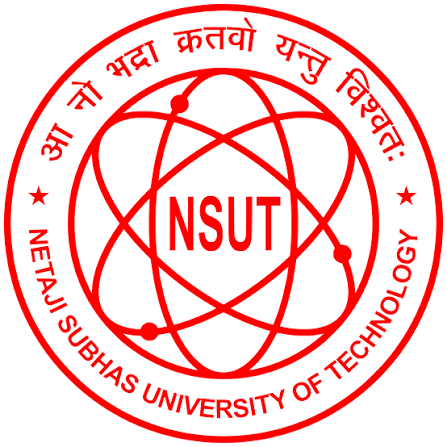 आ नो भद्रा क्रतवो यन्तु विश्वतः
NSUT
NETAJI SUBHAS UNIVERSITY OF TECHNOLOGY